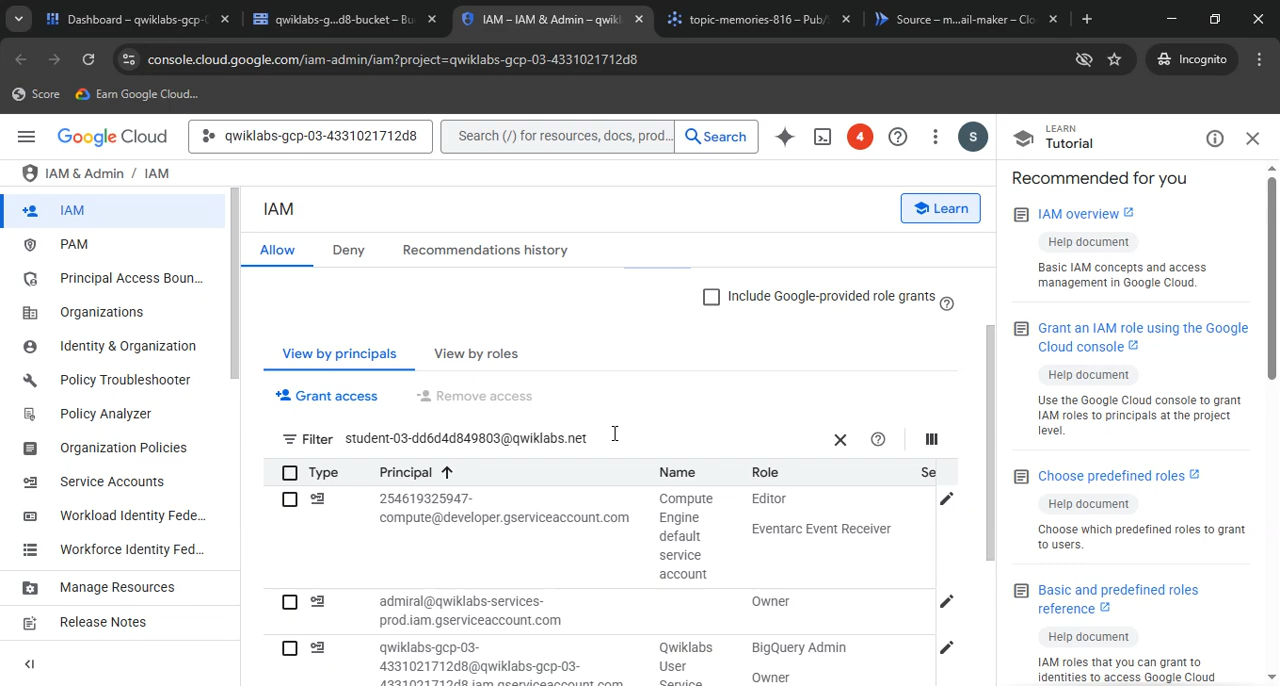 Dashboard – qwiklabs-gcp-(
qwiklabs-g...d8-bucket – Bu
IAM – IAM & Admin – qwikl
topic-memories-816 – Pub/
Source – m...ail-maker – Clo
console.cloud.google.com/iam-admin/iam?project=qwiklabs-gcp-03-4331021712d8
Incognito
Score
Earn Google Cloud...
Google Cloud
qwiklabs-gcp-03-4331021712d8
Search (/) for resources, docs, prod...
Search
4
S
LEARN
Tutorial
IAM & Admin / IAM
IAM
PAM
Principal Access Boun...
Organizations
Identity & Organization
Policy Troubleshooter
Policy Analyzer
Organization Policies
Service Accounts
Workload Identity Fede...
Workforce Identity Fed...
Manage Resources
Release Notes
IAM
Learn
Allow
Deny
Recommendations history
Include Google-provided role grants
View by principals
View by roles
Grant access
Remove access
Filter
student-03-dd6d4d849803@qwiklabs.net
Type
Principal
Name
Role
Se
254619325947-
compute@developer.gserviceaccount.com
Compute
Engine
default
service
account
Editor
Eventarc Event Receiver
admiral@qwiklabs-services-
prod.iam.gserviceaccount.com
Owner
qwiklabs-gcp-03-
4331021712d8@qwiklabs-gcp-03-
4331021712d8.iam.gserviceaccount.com
Qwiklabs
User
Service
BigQuery Admin
Owner
Recommended for you
IAM overview
Help document
Basic IAM concepts and access
management in Google Cloud.
Grant an IAM role using the Google
Cloud console
Help document
Use the Google Cloud console to grant
IAM roles to principals at the project
level.
Choose predefined roles
Help document
Choose which predefined roles to grant
to users.
Basic and predefined roles
reference
Help document
IAM roles that you can grant to
identities to access Google Cloud